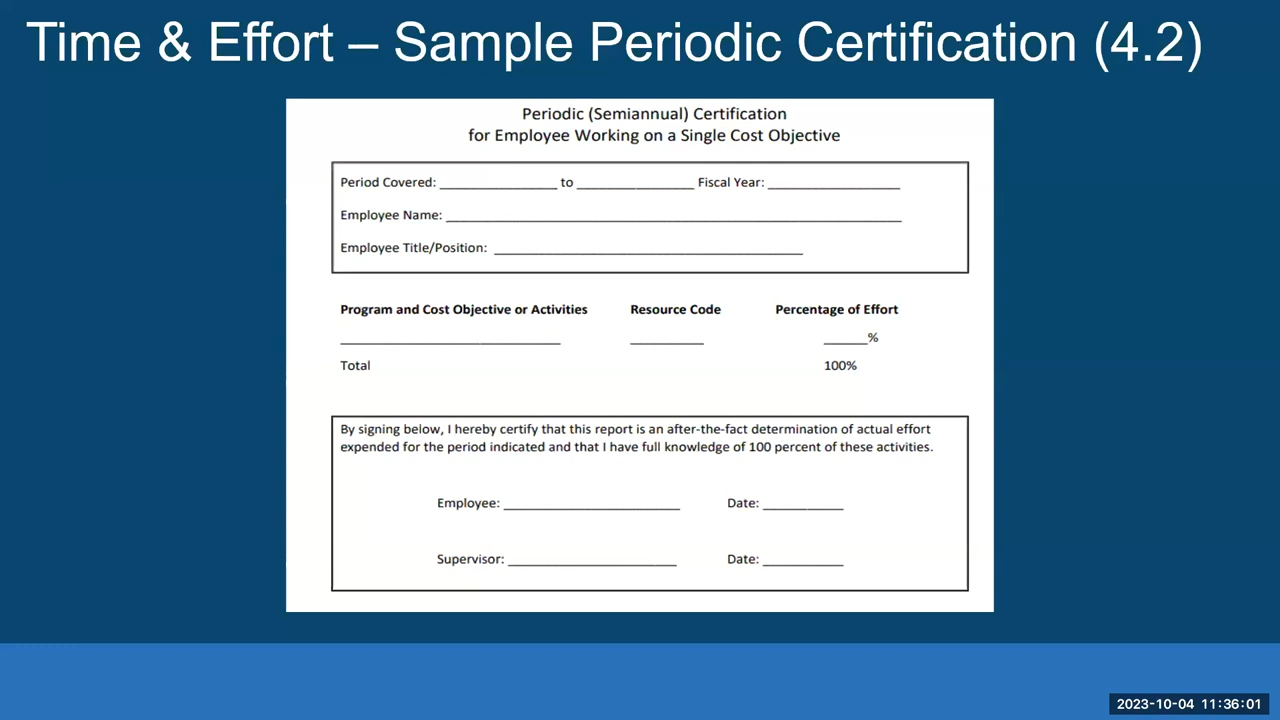 Time & Effort – Sample Periodic Certification (4.2)
Periodic (Semiannual) Certification
for Employee Working on a Single Cost Objective
Period Covered: ________________ to ________________ Fiscal Year: __________________
Employee Name: ______________________________________________________________
Employee Title/Position: __________________________________________
Program and Cost Objective or Activities Resource Code Percentage of Effort
______________________________ __________ ______%
Total 100%
By signing below, I hereby certify that this report is an after-the-fact determination of actual effort
expended for the period indicated and that I have full knowledge of 100 percent of these activities.
Employee: ________________________ Date: ___________
Supervisor: _______________________ Date: ___________
2023-10-04 11:36:01